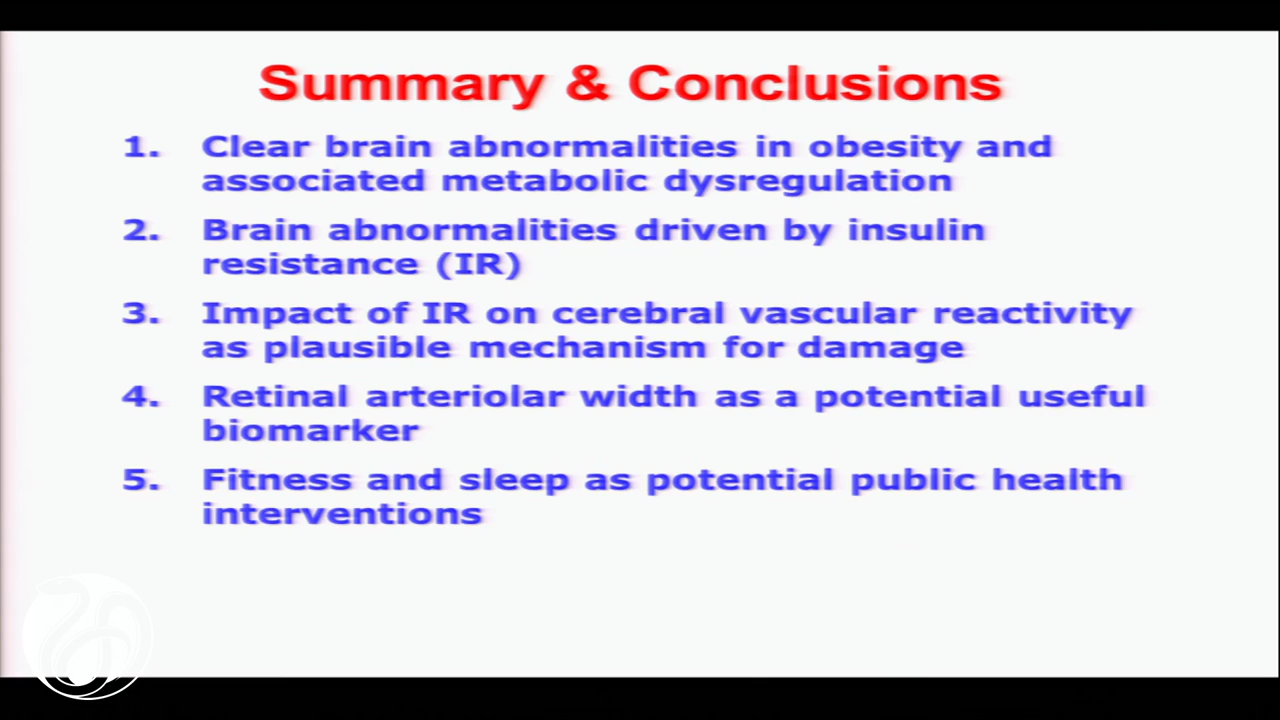 Summary & Conclusions
1. Clear brain abnormalities in obesity and
associated metabolic dysregulation
2. Brain abnormalities driven by insulin
resistance (IR)
3. Impact of IR on cerebral vascular reactivity
as plausible mechanism for damage
4. Retinal arteriolar width as a potential useful
biomarker
5. Fitness and sleep as potential public health
interventions